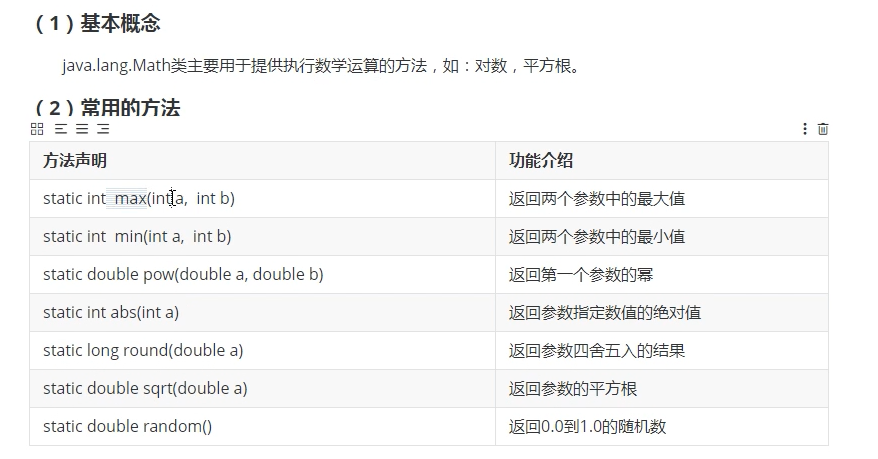 （1）基本概念
java.lang.Math类主要用于提供执行数学运算的方法，如：对数，平方根。
（2）常用的方法
方法声明 功能介绍
static int  max(int a,  int b) 返回两个参数中的最大值
static int  min(int a,  int b) 返回两个参数中的最小值
static double pow(double a, double b) 返回第一个参数的幂
static int abs(int a) 返回参数指定数值的绝对值
static long round(double a) 返回参数四舍五入的结果
static double sqrt(double a) 返回参数的平方根
static double random() 返回0.0到1.0的随机数